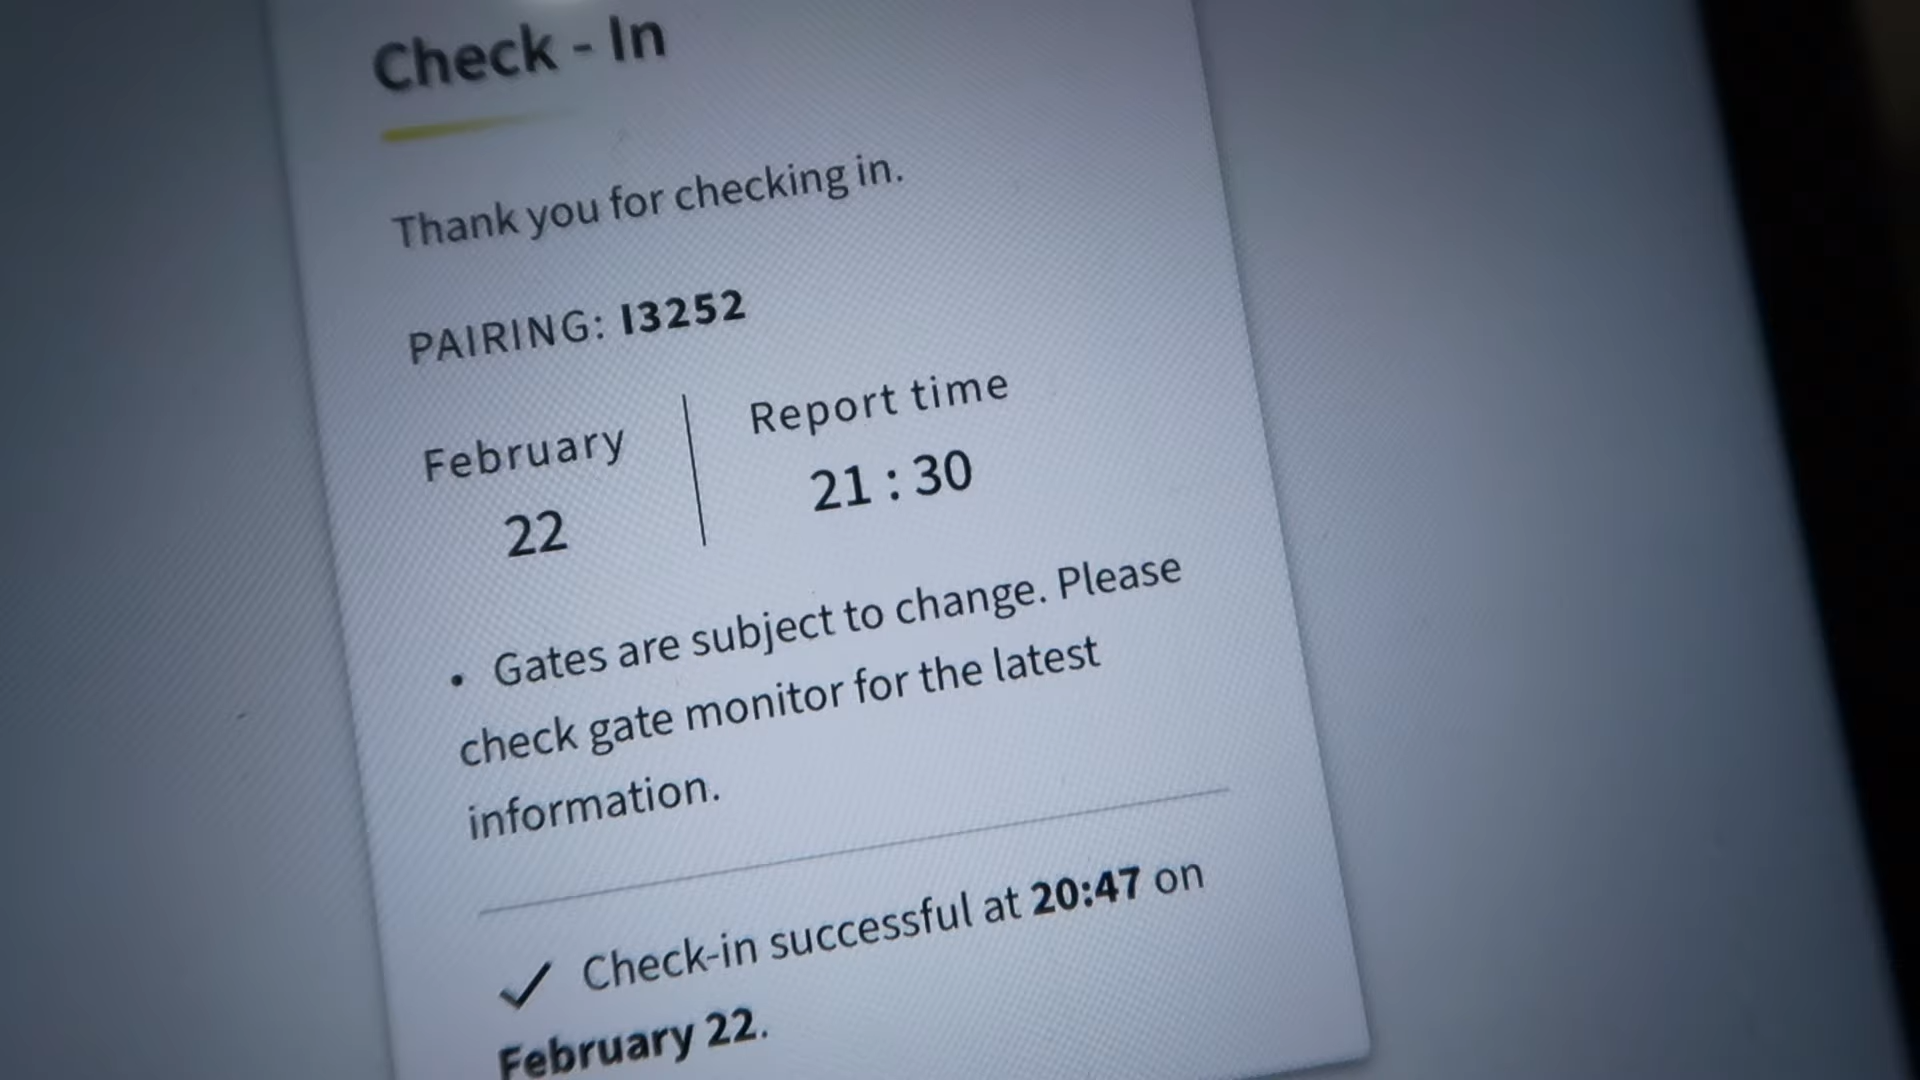 Check - In
Thank you for checking in.
PAIRING: I3252
February
22
Report time
21 : 30
• Gates are subject to change. Please
check gate monitor for the latest
information.
✓ Check-in successful at 20:47 on
February 22.